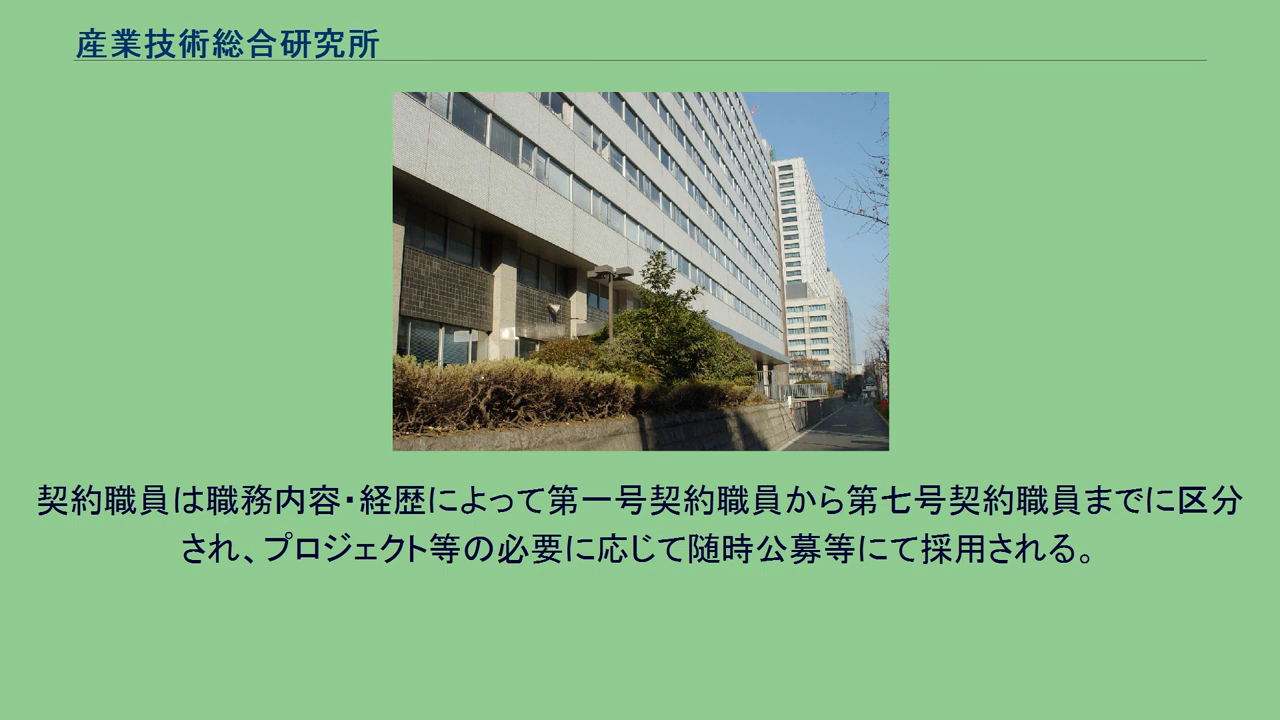 産業技術総合研究所
契約職員は職務内容・経歴によって第一号契約職員から第七号契約職員までに区分
され、プロジェクト等の必要に応じて随時公募等にて採用される。